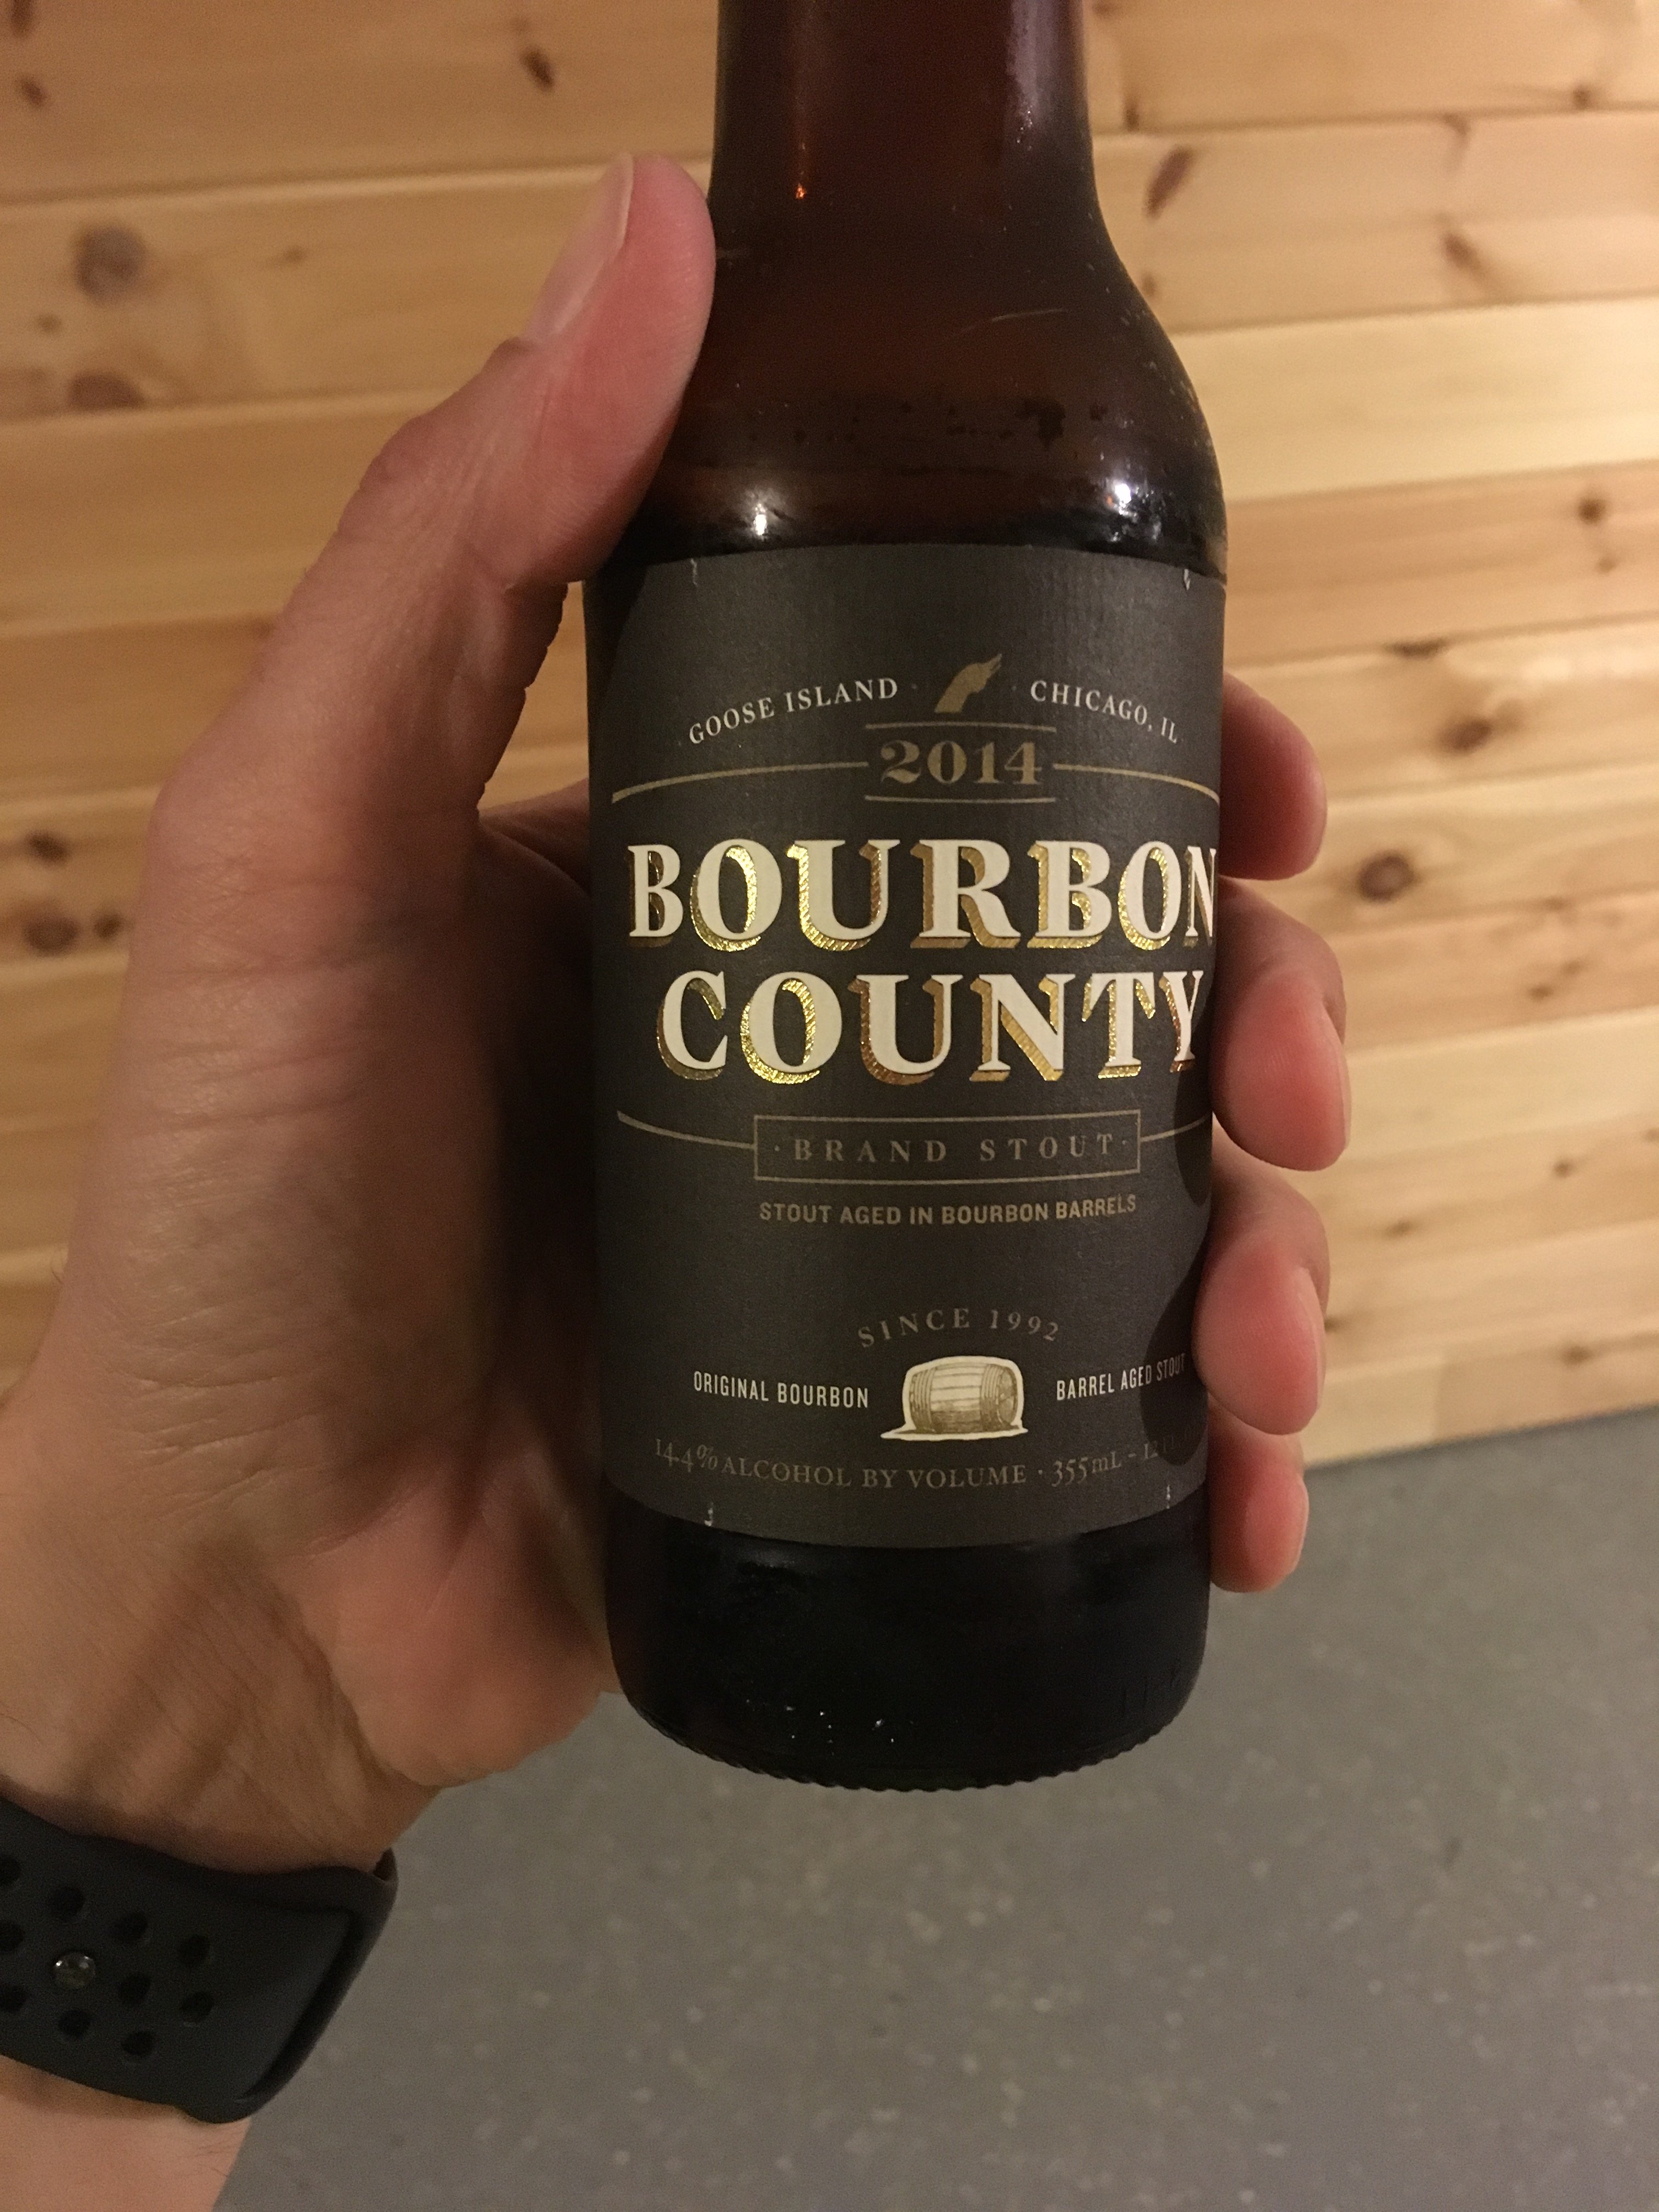 GOOSE ISLAND CHICAGO, IL
2014
BOURBON
COUNTY
· BRAND STOUT ·
STOUT AGED IN BOURBON BARRELS
SINCE 1992
ORIGINAL BOURBON BARREL AGED STOUT
14.4% ALCOHOL BY VOLUME · 355mL - 12